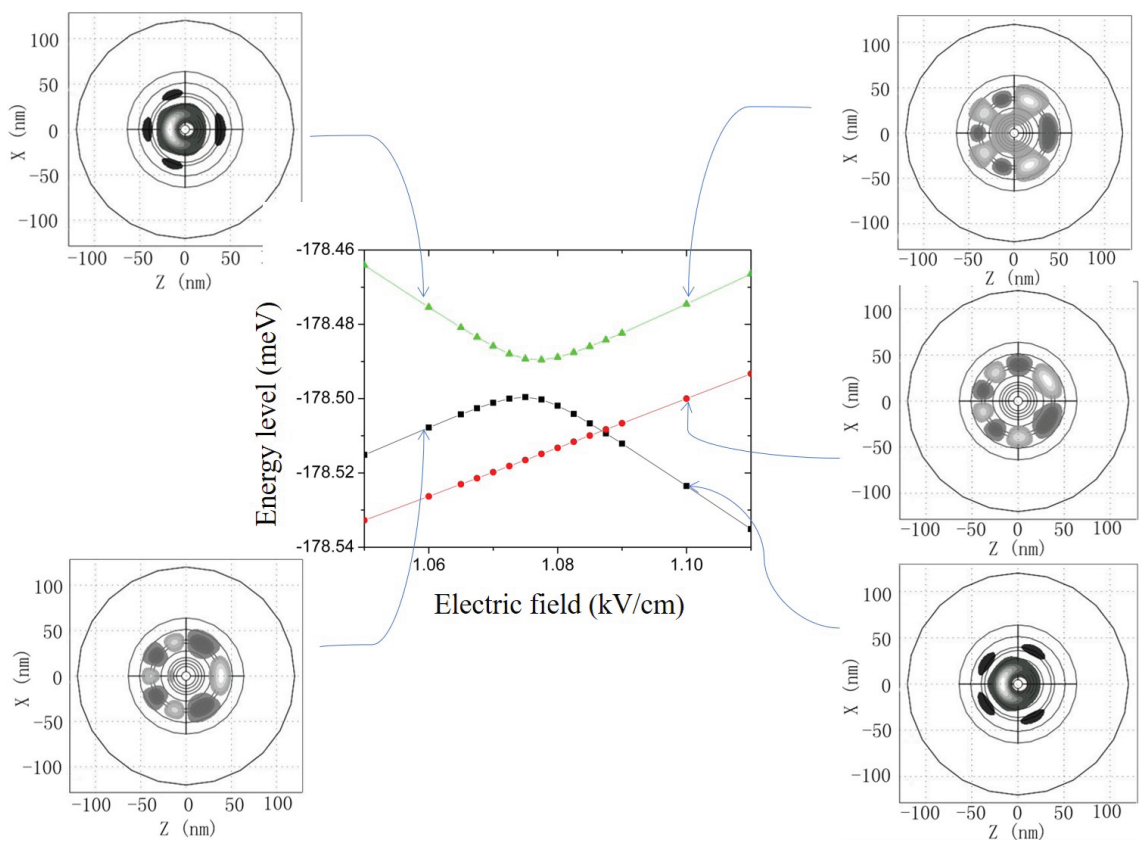 100
50
0
-50
-100
X (nm)
-100 -50 0 50
Z (nm)
100
50
0
-50
-100
X (nm)
-100 -50 0 50 100
Z (nm)
-178.46
-178.48
-178.50
-178.52
-178.54
Energy level (meV)
1.06 1.08 1.10
Electric field (kV/cm)
100
50
0
-50
-100
X (nm)
-100 -50 0 50 100
Z (nm)
100
50
0
-50
-100
X (nm)
-100 -50 0 50 100
Z (nm)
100
50
0
-50
-100
X (nm)
-100 -50 0 50 100
Z (nm)